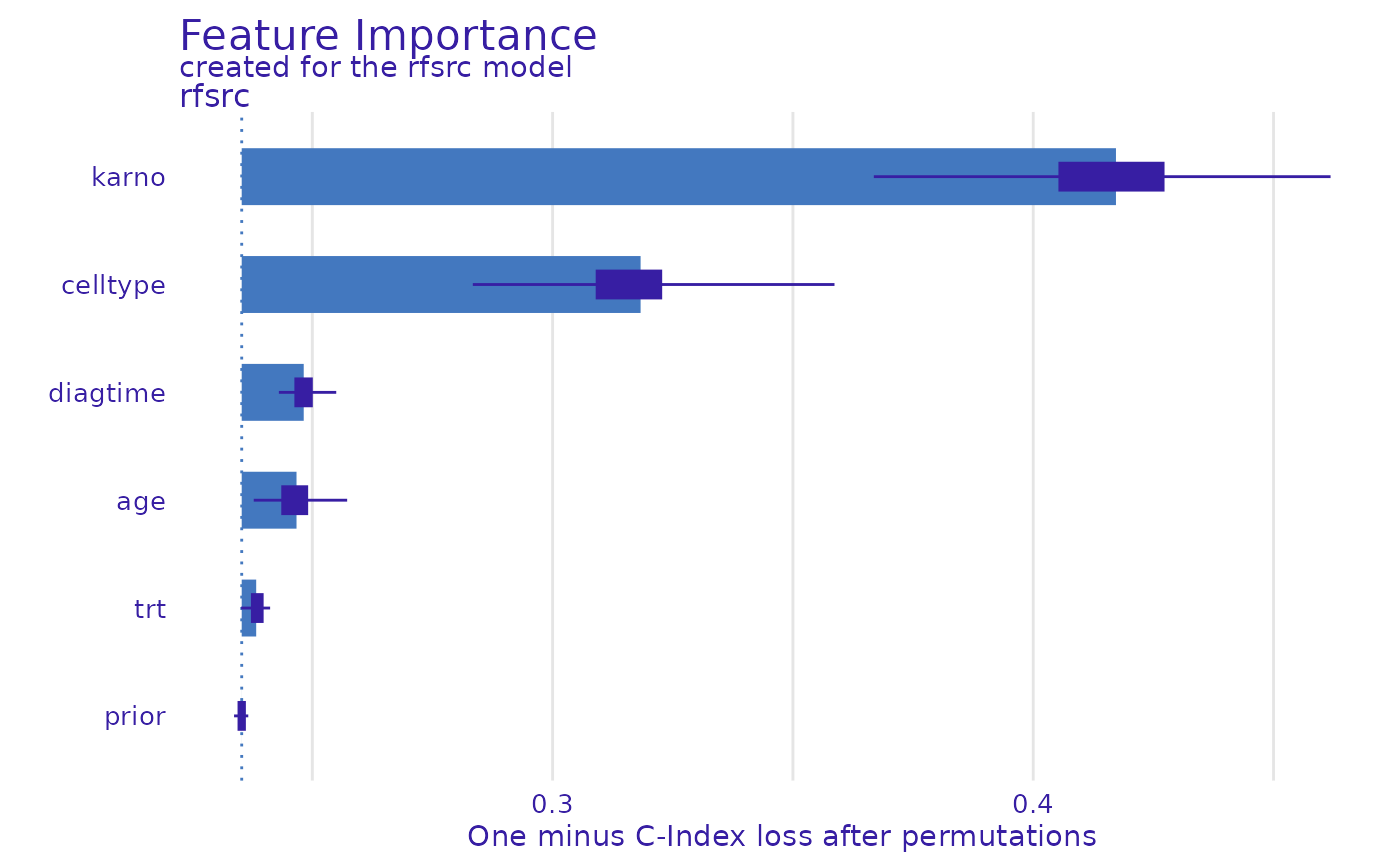 Feature Importance
created for the rfsrc model
rfsrc
karno
celltype
diagtime
age
trt
prior
0.3
0.4
One minus C-Index loss after permutations